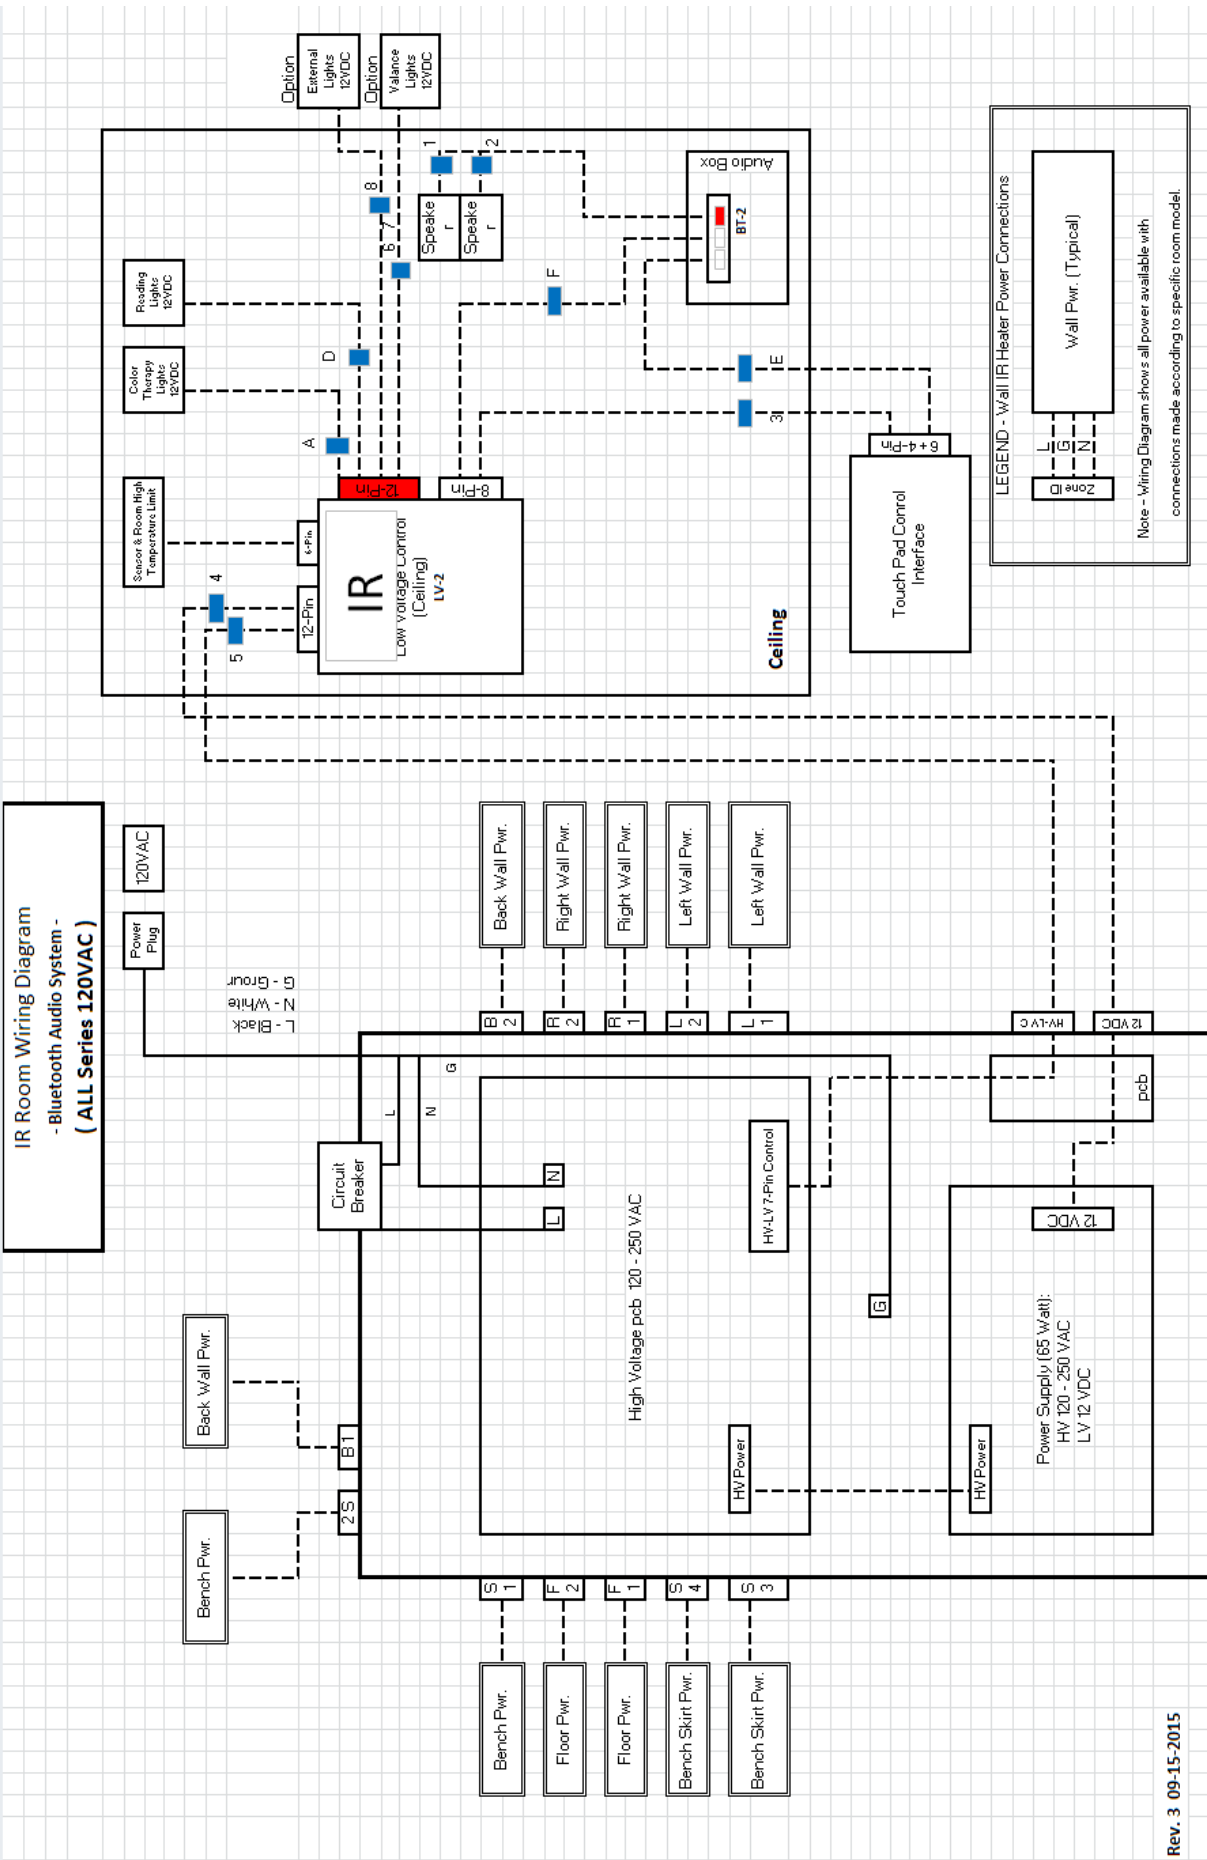 IR Room Wiring Diagram
- Bluetooth Audio System -
( ALL Series 120VAC )
Power
Plug
120VAC
L - Black
N - White
G - Groun
Circuit
Breaker
L
N
G
Bench Pwr.
Back Wall Pwr.
2 S
B 1
Bench Pwr.
S
1
Floor Pwr.
F
2
Floor Pwr.
F
1
Bench Skirt Pwr.
S
4
Bench Skirt Pwr.
S
3
B
2
Back Wall Pwr.
R
2
Right Wall Pwr.
R
1
Right Wall Pwr.
L
2
Left Wall Pwr.
L
1
Left Wall Pwr.
L
N
High Voltage pcb 120 - 250 VAC
HV Power
HV-LV 7-Pin Control
G
HV Power
Power Supply (65 Watt):
HV 120 - 250 VAC
LV 12 VDC
12 VDC
pcb
HV-LV C
12 VDC
Option
External
Lights
12VDC
Option
Valance
Lights
12VDC
Reading
Lights
12VDC
Color
Therapy
Lights
12VDC
Sensor & Room High
Temperature Limit
4
5
12-Pin
6-Pin
A
D
8
7
6
12-Pin
8-Pin
IR
Low Voltage Control
(Ceiling)
LV-2
Speake
r
1
Speake
r
2
F
Audio Box
BT-2
E
3
Ceiling
6 + 4-Pin
Touch Pad Conrol
Interface
LEGEND - Wall IR Heater Power Connections
Zone ID
L
G
N
Wall Pwr. (Typical)
Note - Wiring Diagram shows all power available with
connections made according to specific room model.
Rev. 3 09-15-2015